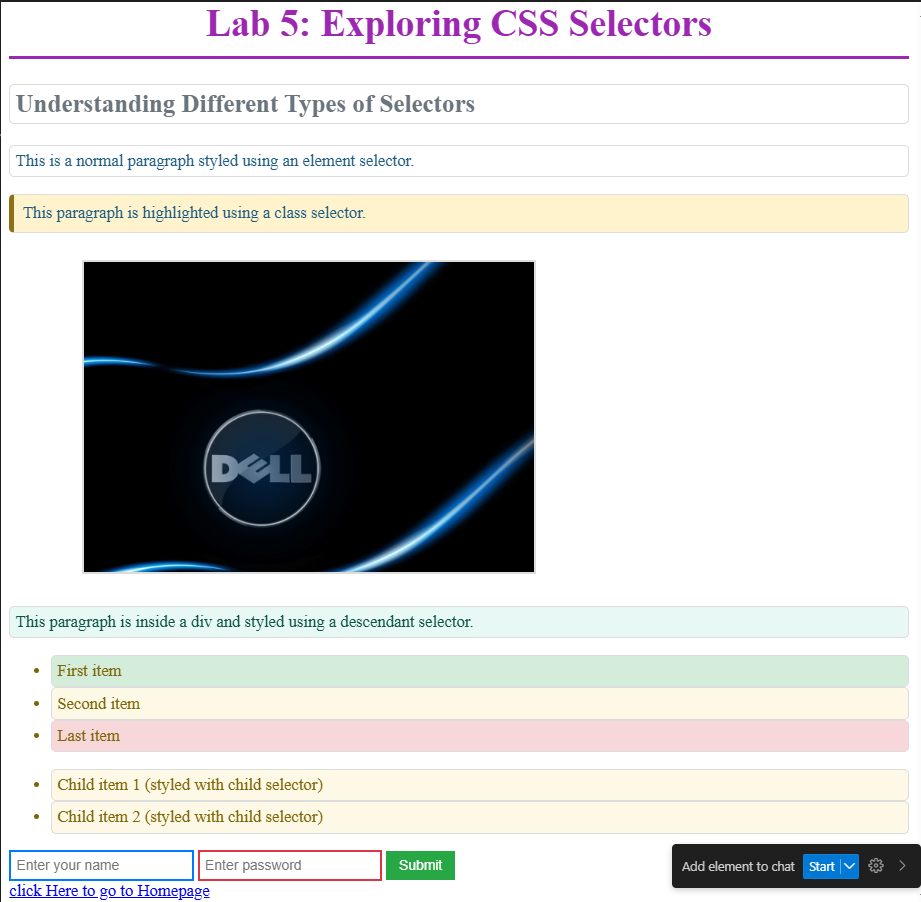 Lab 5: Exploring CSS Selectors
Understanding Different Types of Selectors
This is a normal paragraph styled using an element selector.
This paragraph is highlighted using a class selector.
DELL
This paragraph is inside a div and styled using a descendant selector.
First item
Second item
Last item
Child item 1 (styled with child selector)
Child item 2 (styled with child selector)
Enter your name Enter password Submit
Add element to chat Start
click Here to go to Homepage